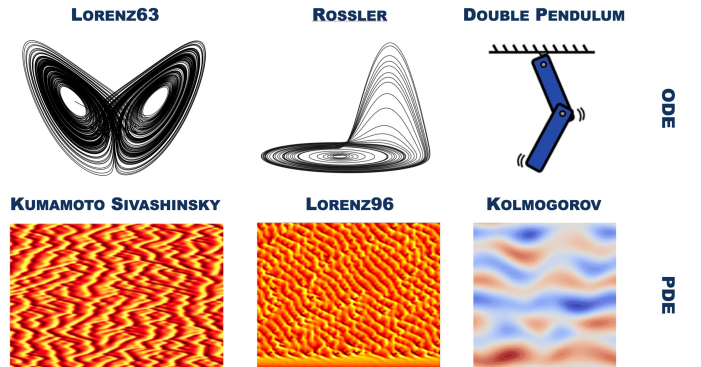 LORENZ63
ROSSLER
DOUBLE PENDULUM
ODE
KUMAMOTO SIVASHINSKY
LORENZ96
KOLMOGOROV
PDE